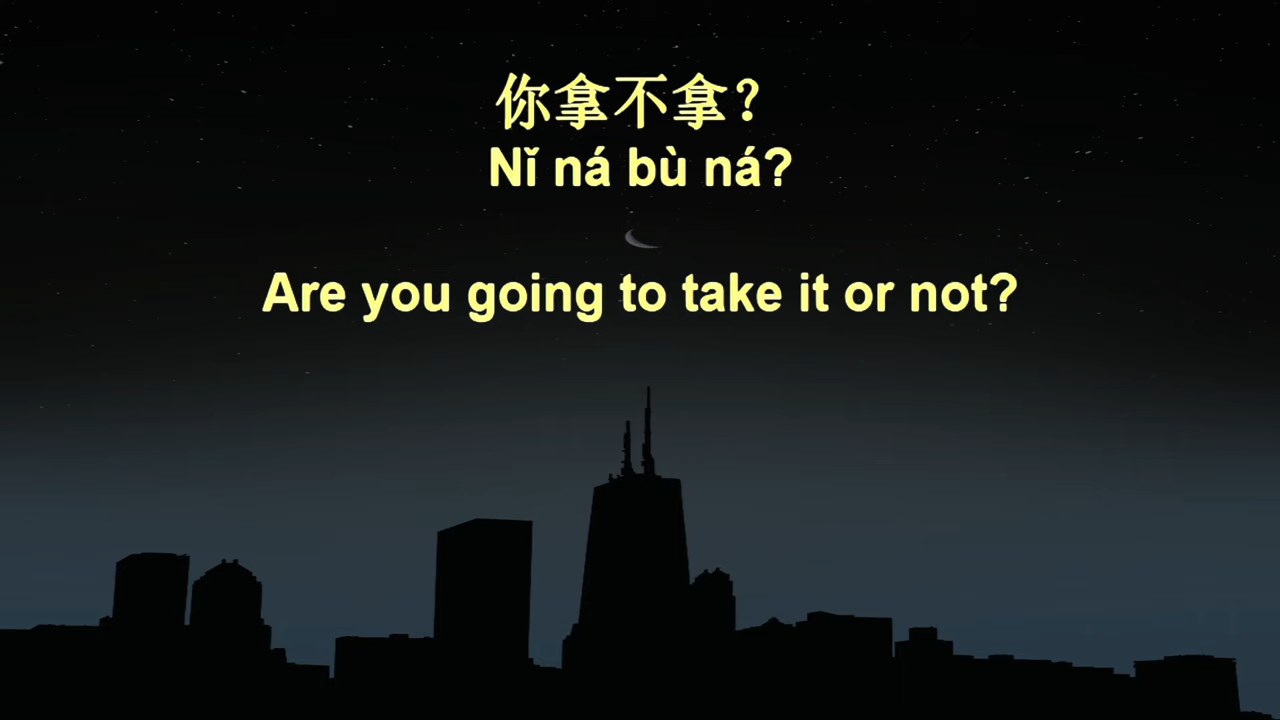 你拿不拿？
Nǐ ná bù ná?
Are you going to take it or not?